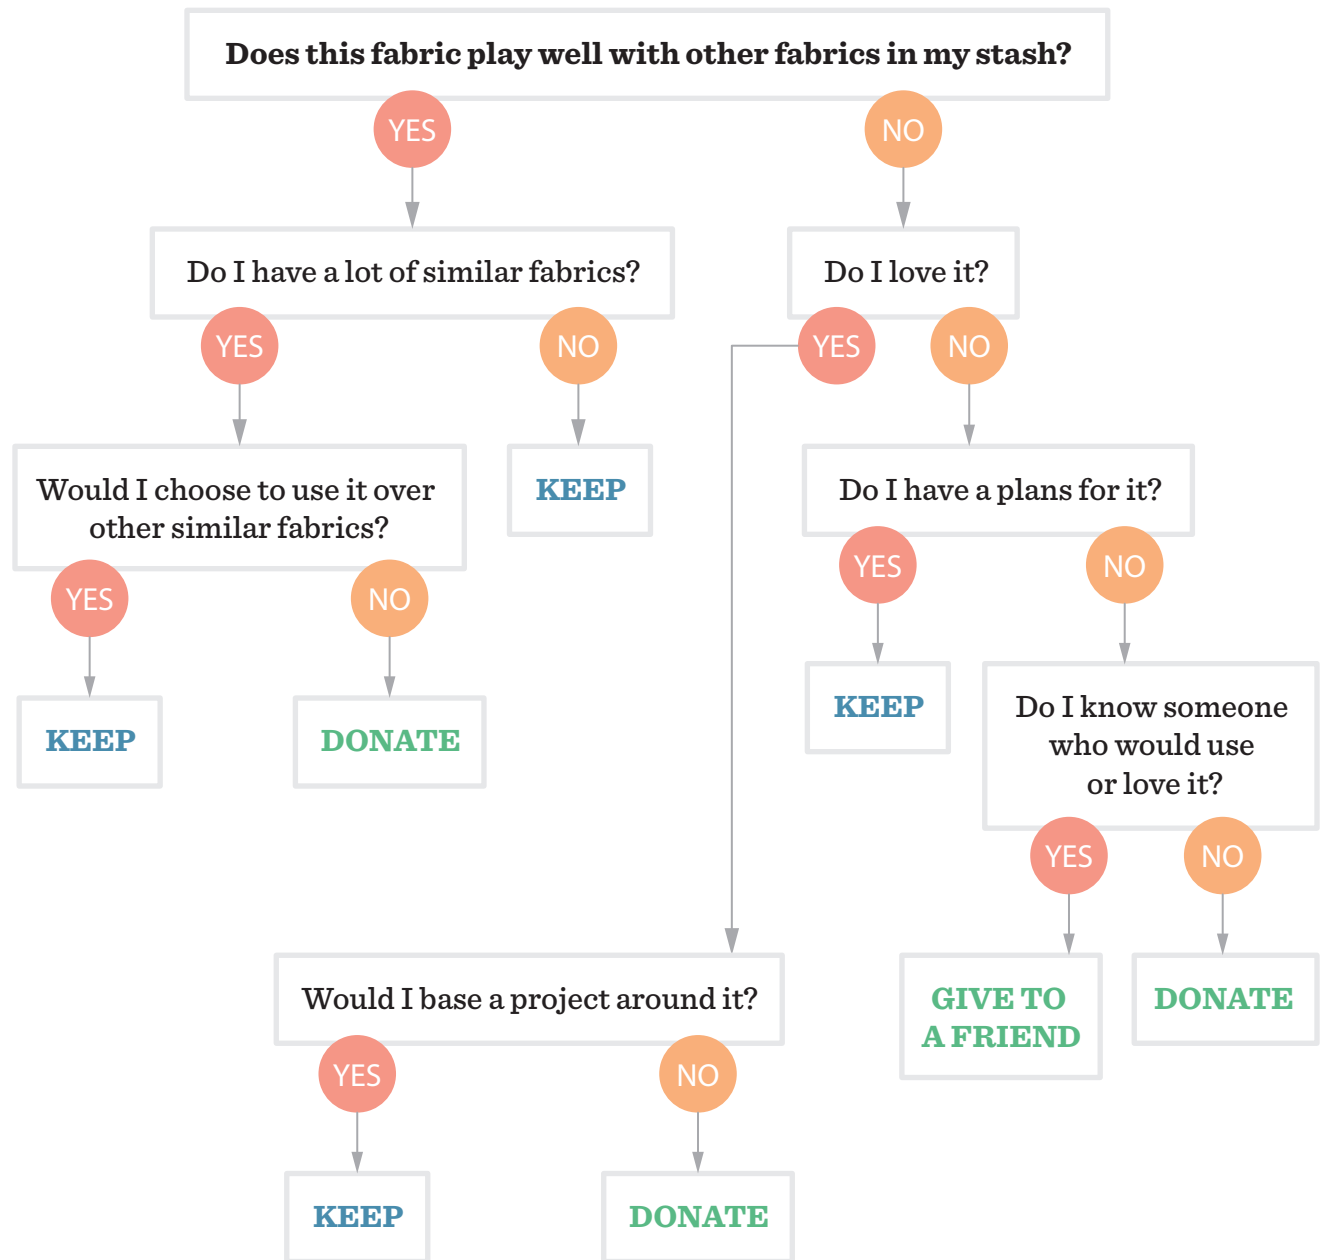 Does this fabric play well with other fabrics in my stash?
YES
NO
Do I have a lot of similar fabrics?
Do I love it?
YES
NO
YES
NO
Would I choose to use it over
other similar fabrics?
KEEP
Do I have a plans for it?
YES
NO
YES
NO
KEEP
DONATE
KEEP
Do I know someone
who would use
or love it?
YES
NO
Would I base a project around it?
GIVE TO
A FRIEND
DONATE
YES
NO
KEEP
DONATE